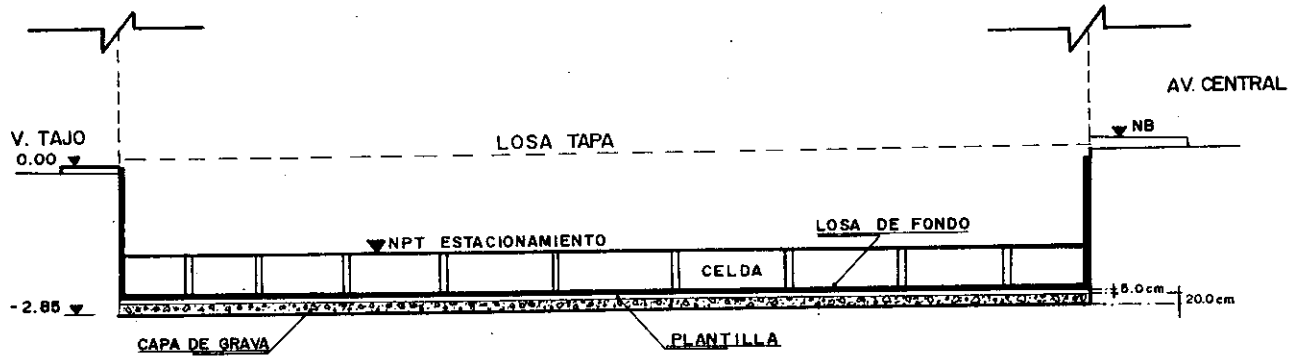 AV. CENTRAL
V. TAJO
0.00
LOSA TAPA
NB
NPT ESTACIONAMIENTO
LOSA DE FONDO
CELDA
-2.85
5.0cm
20.0cm
CAPA DE GRAVA
PLANTILLA